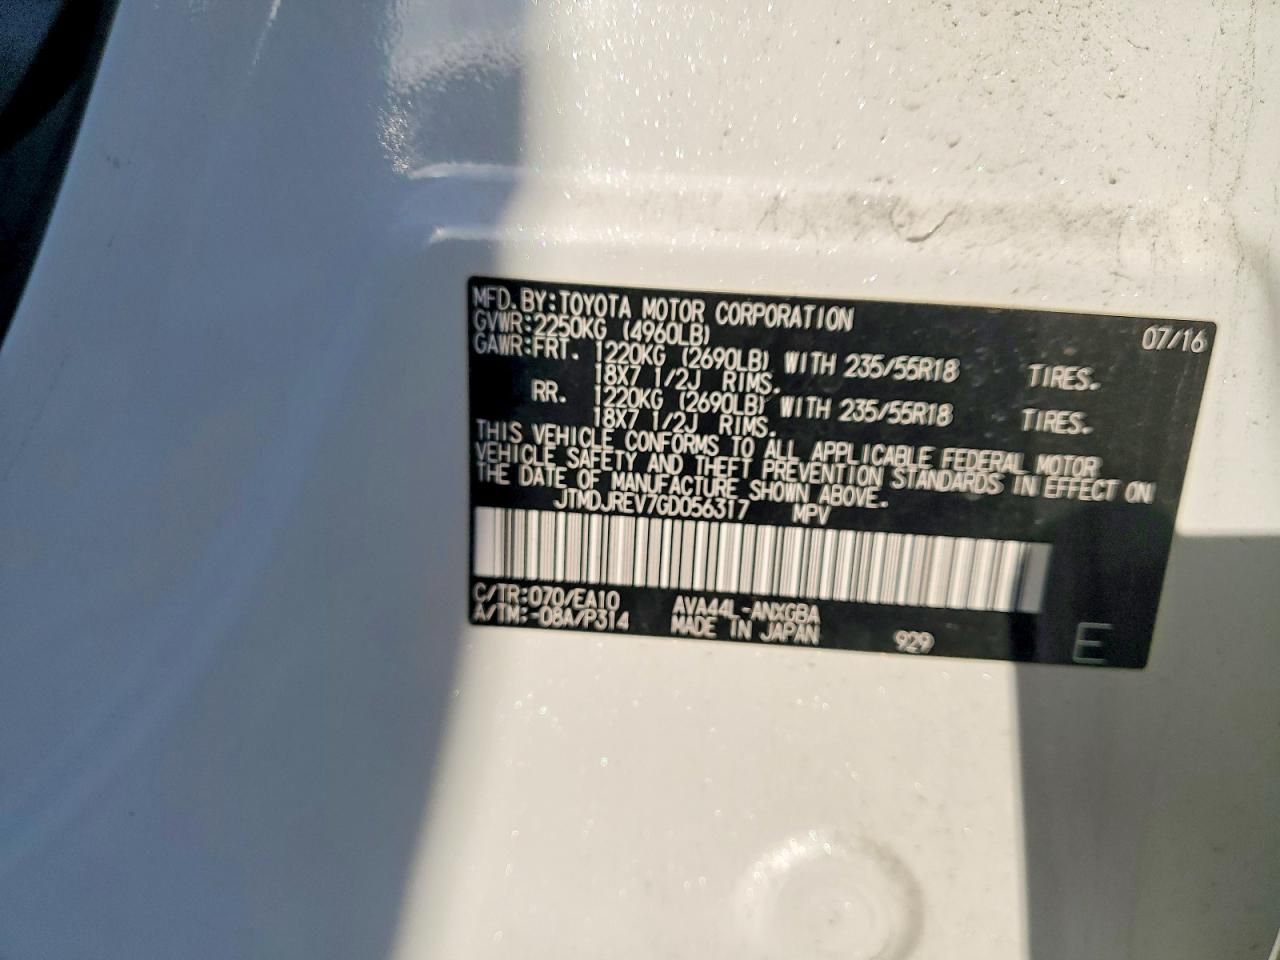 MFD. BY: TOYOTA MOTOR CORPORATION 07/16
GVWR: 2250KG (4960LB)
GAWR: FRT. 1220KG (2690LB) WITH 235/55R18 TIRES.
18X7 1/2J RIMS.
RR. 1220KG (2690LB) WITH 235/55R18 TIRES.
18X7 1/2J RIMS.
THIS VEHICLE CONFORMS TO ALL APPLICABLE FEDERAL MOTOR
VEHICLE SAFETY AND THEFT PREVENTION STANDARDS IN EFFECT ON
THE DATE OF MANUFACTURE SHOWN ABOVE.
JTMDJREV7GD056317 MPV
C/TR: 070/EA10 AVA44L-ANXGBA
A/TM: -08A/P314 MADE IN JAPAN 929 E